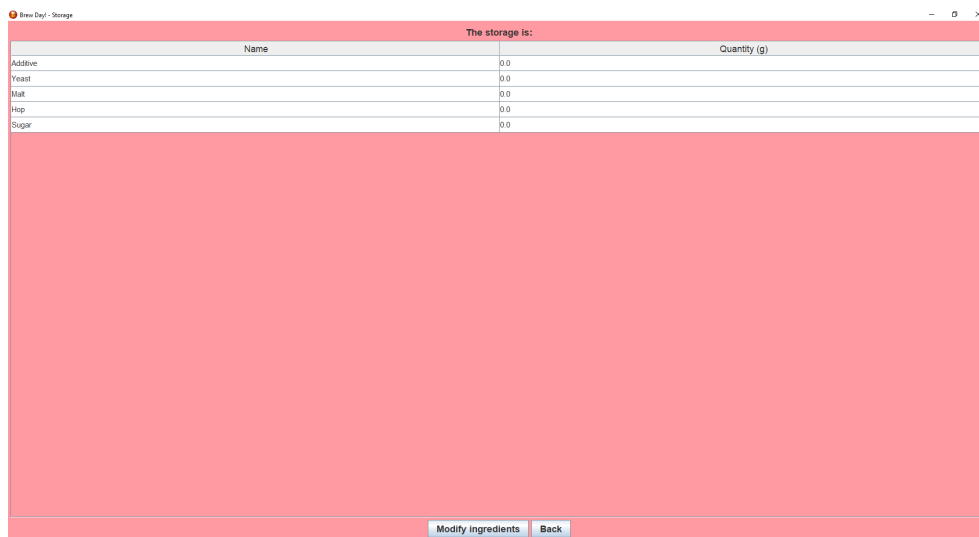 Brew Day! - Storage
The storage is:
Name Quantity (g)
Additive 0.0
Yeast 0.0
Malt 0.0
Hop 0.0
Sugar 0.0
Modify ingredients Back